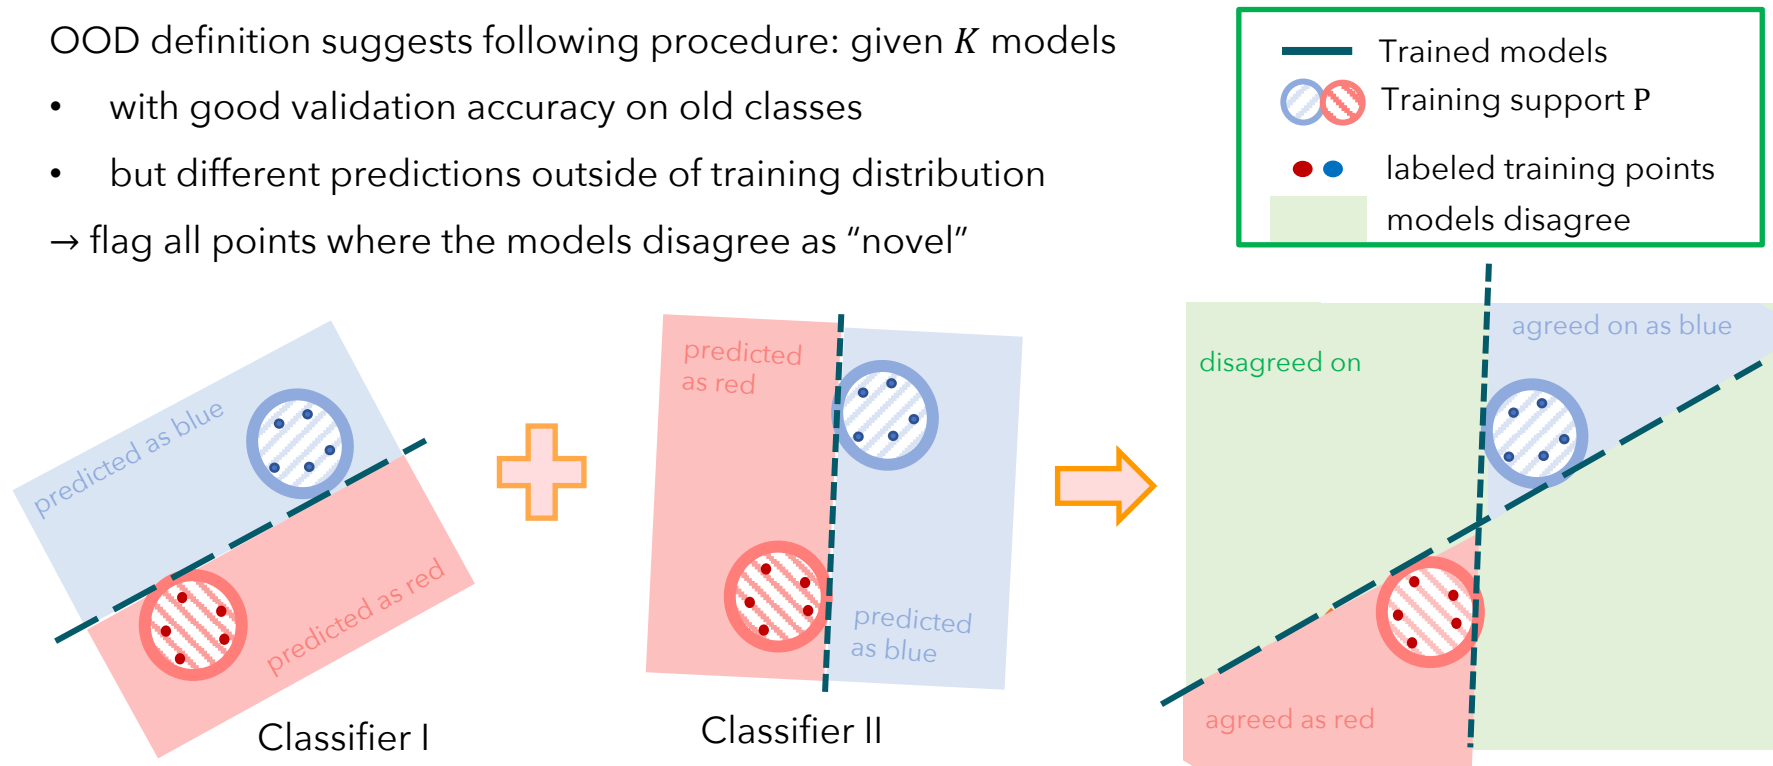 OOD definition suggests following procedure: given K models
• with good validation accuracy on old classes
• but different predictions outside of training distribution
→ flag all points where the models disagree as “novel”
Trained models
Training support P
labeled training points
models disagree
predicted as blue
predicted as red
Classifier I
predicted
as red
predicted
as blue
Classifier II
disagreed on
agreed on as blue
agreed as red